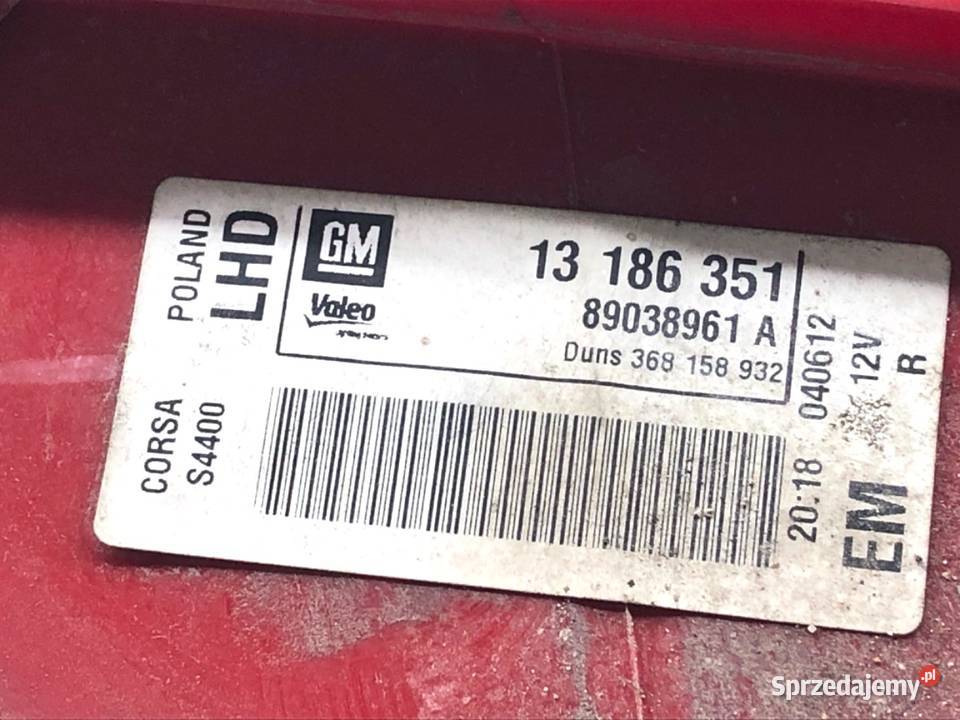 POLAND
LHD
GM
Valeo
13 186 351
89038961 A
Duns 368 158 932
CORSA
S4400
20:18 040612
12V
R
EM
Sprzedajemy.pl